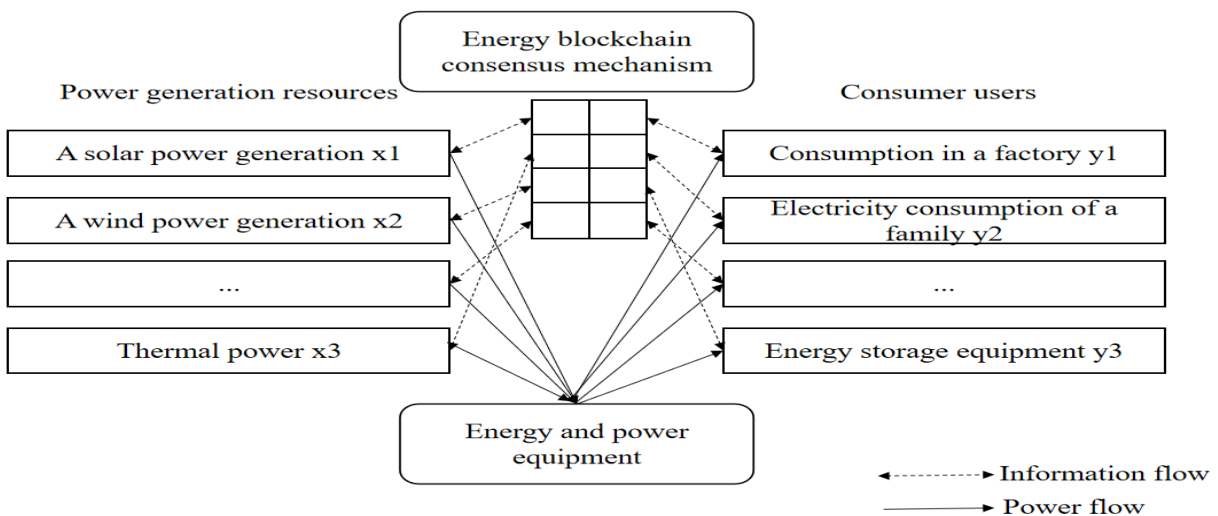 Energy blockchain
consensus mechanism
Power generation resources
Consumer users
A solar power generation x1
Consumption in a factory y1
A wind power generation x2
Electricity consumption of a
family y2
...
...
Thermal power x3
Energy storage equipment y3
Energy and power
equipment
Information flow
Power flow